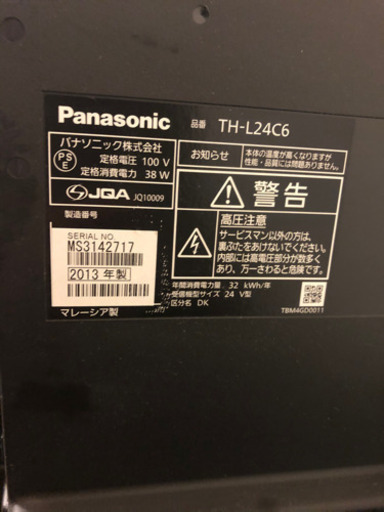 Panasonic 品番 TH-L24C6
パナソニック株式会社
定格電圧 100 V
定格消費電力 38 W
PSE
JQA JQ10009
製造番号
SERIAL NO.
MS3142717
2013 年製
マレーシア製
お知らせ
本体の温度が高くなりますが
性能・品質には問題ありません。
警告
高圧注意
サービスマン以外の方は、
裏ぶたをあけないでください。
内部には高電圧部分が数多く
あり、万一さわると危険です。
年間消費電力量 32 kWh/年
受信機型サイズ 24 V型
区分名 DK
TBM4GD0011